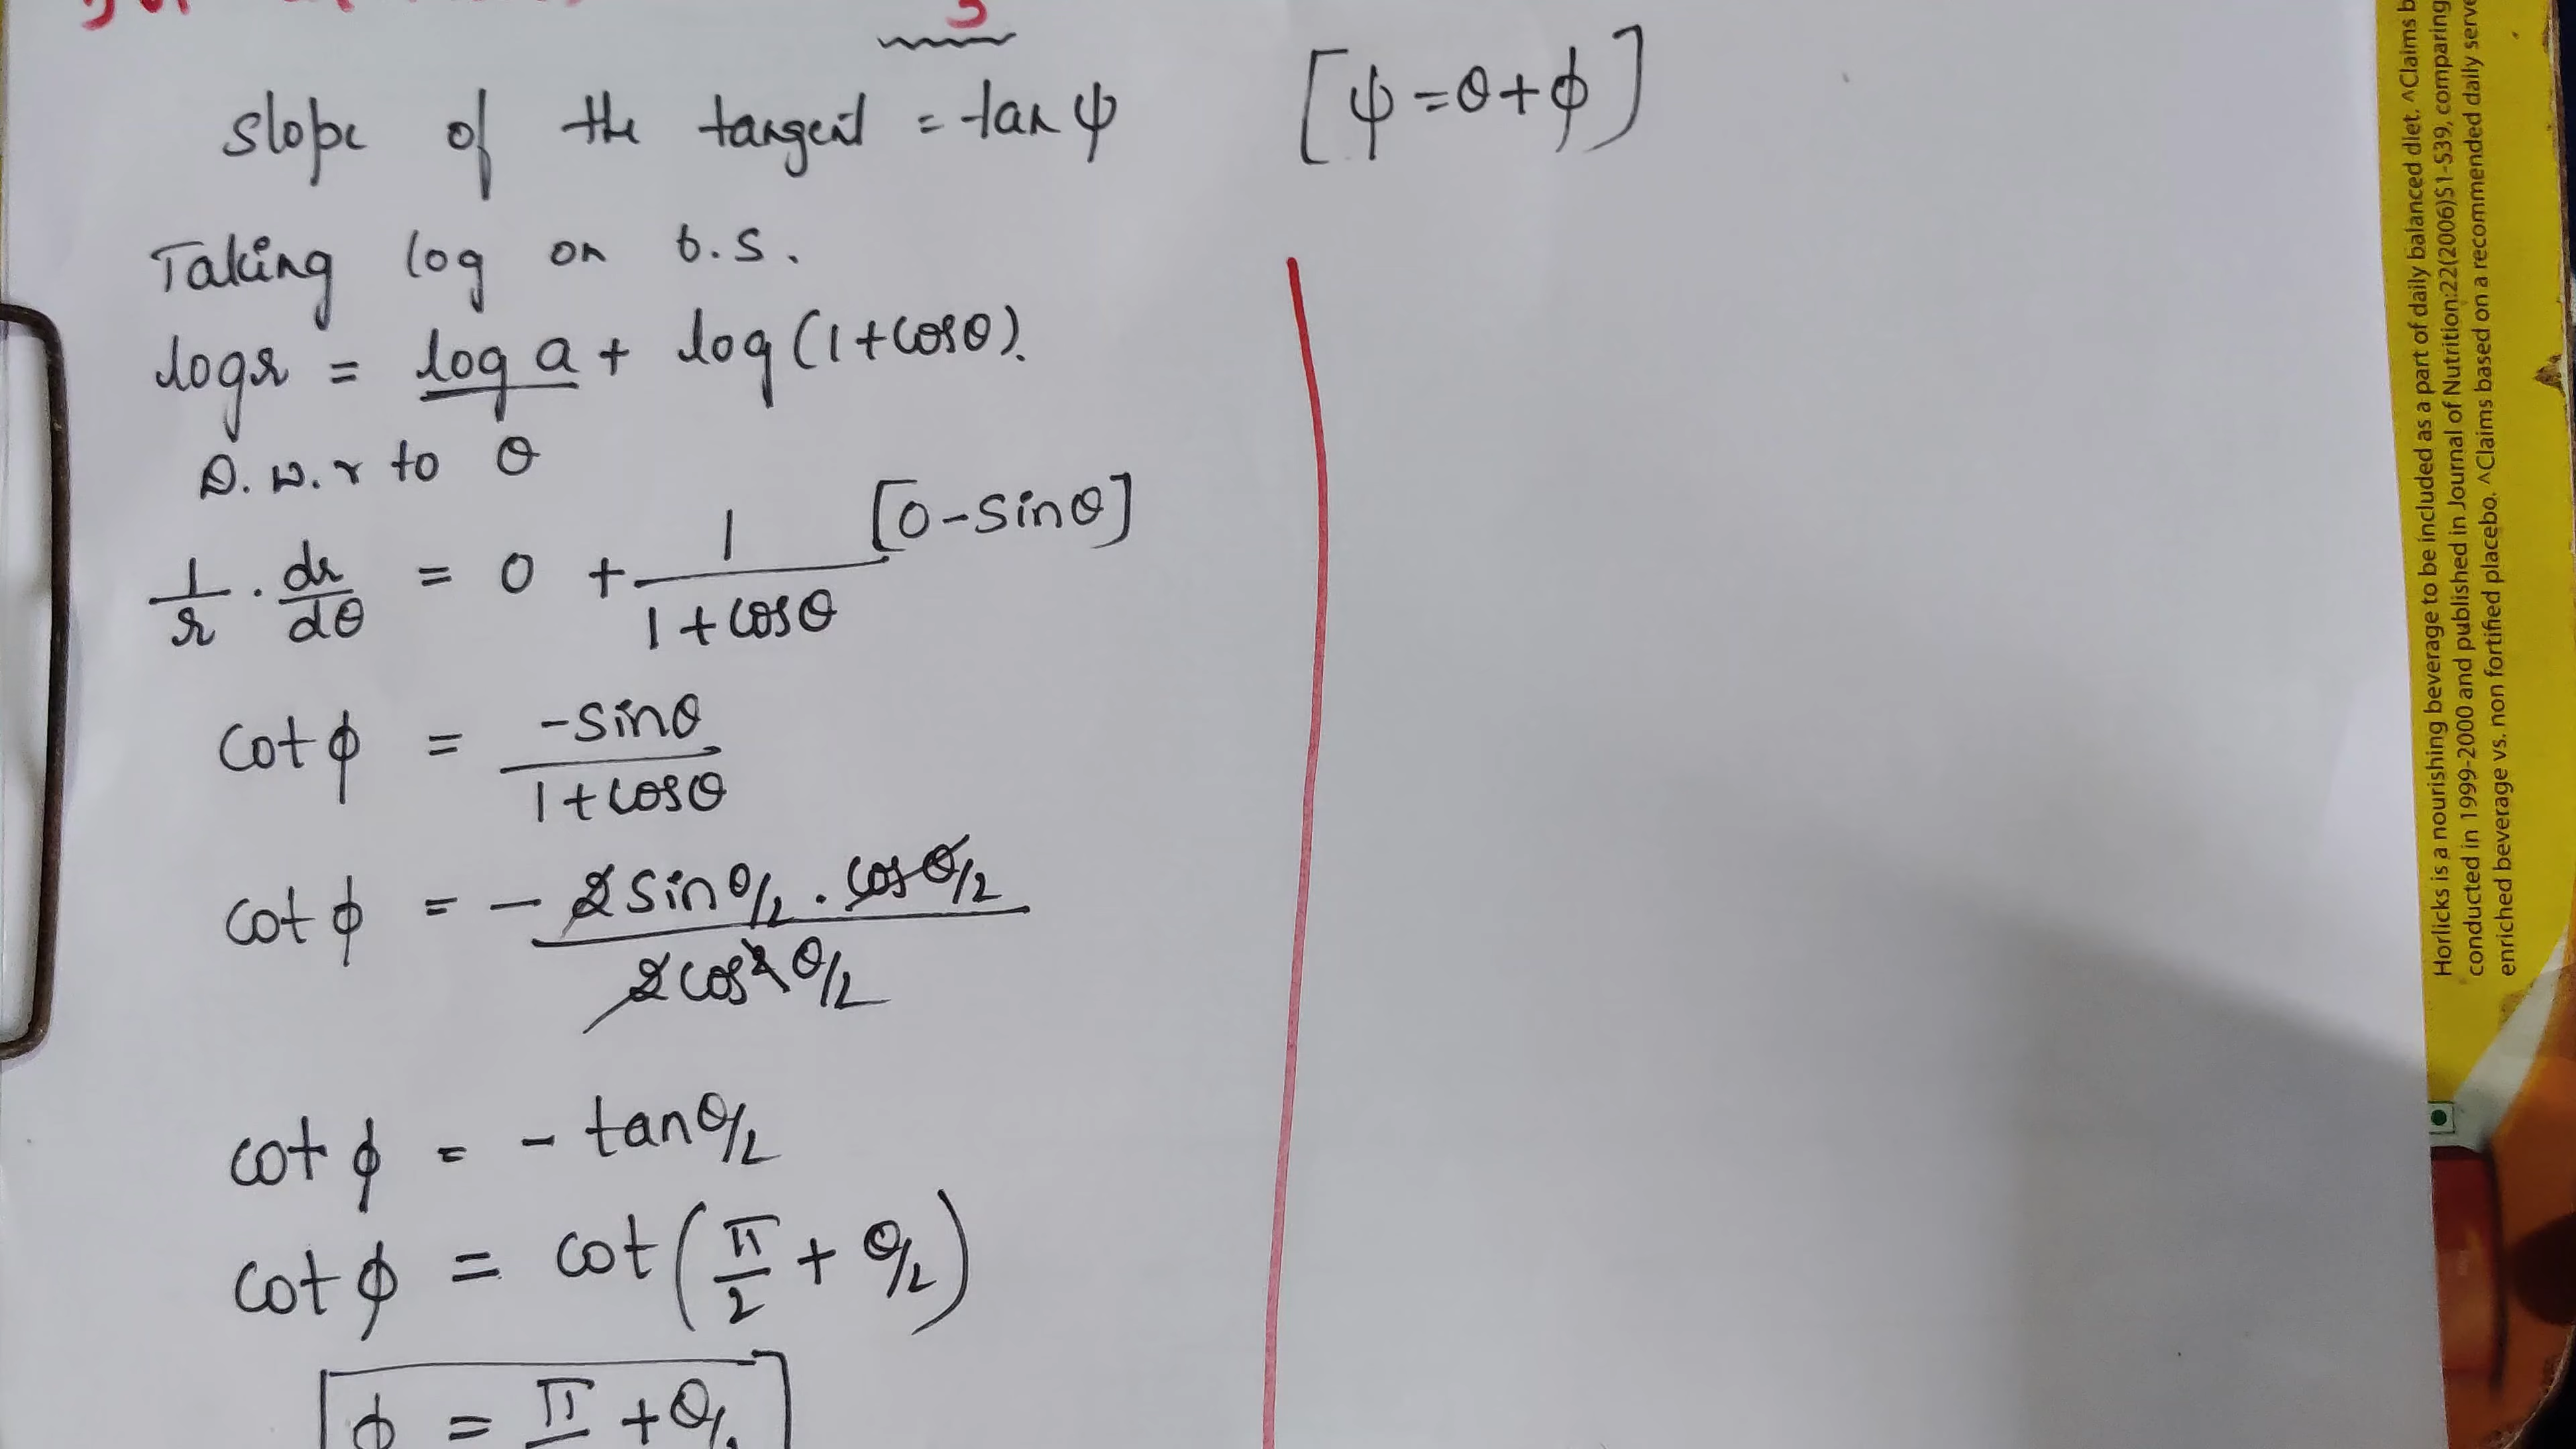 3
slope of the tangent = tan ψ [ψ = θ + ϕ]
Taking log on b.s.
log r = log a + log (1 + cosθ).
D.w.r to θ
1/r . dr/dθ = 0 + 1/(1 + cosθ) [0 - sinθ]
cot ϕ = -sinθ/(1 + cosθ)
cot ϕ = - 2 sin θ/2 . cos θ/2 / 2 cos² θ/2
cot ϕ = - tan θ/2
cot ϕ = cot (π/2 + θ/2)
ϕ = π + θ/
Horlicks is a nourishing beverage to be included as a part of daily balanced diet. ^Claims b
conducted in 1999-2000 and published in Journal of Nutrition:22(2006)S1-S39, comparing
enriched beverage vs. non fortified placebo. ^Claims based on a recommended daily serve